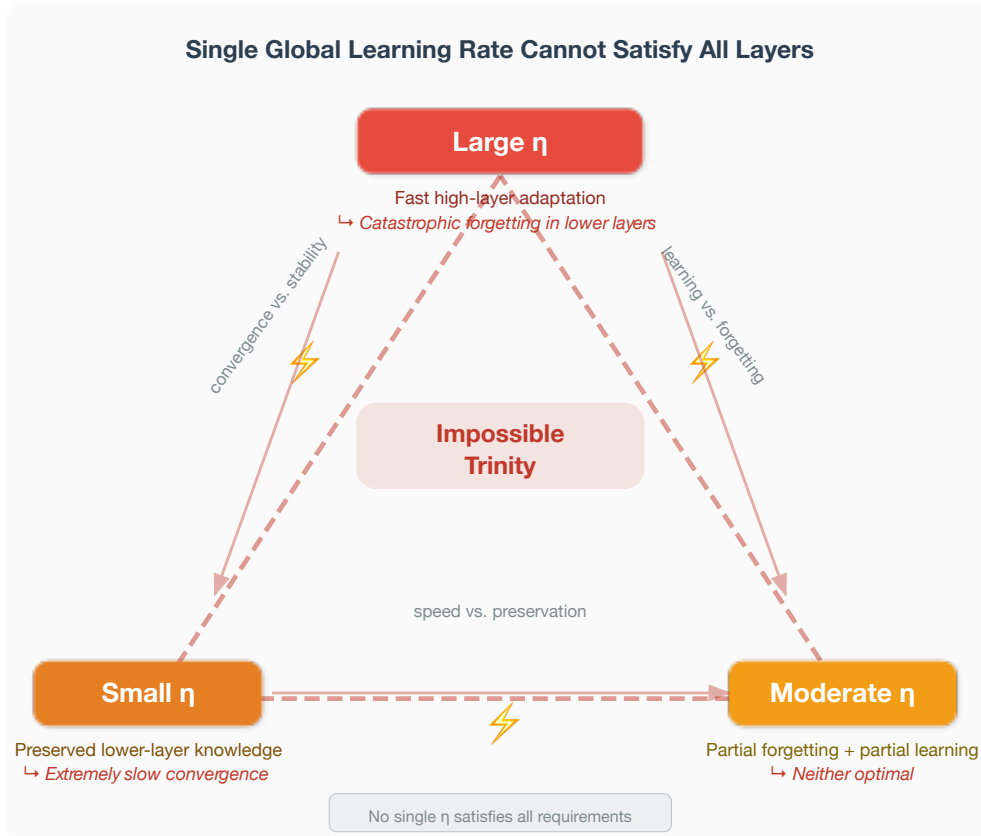 Single Global Learning Rate Cannot Satisfy All Layers
Large η
Fast high-layer adaptation
↳ Catastrophic forgetting in lower layers
convergence vs. stability
learning vs. forgetting
Impossible
Trinity
speed vs. preservation
Small η
Preserved lower-layer knowledge
↳ Extremely slow convergence
Moderate η
Partial forgetting + partial learning
↳ Neither optimal
No single η satisfies all requirements